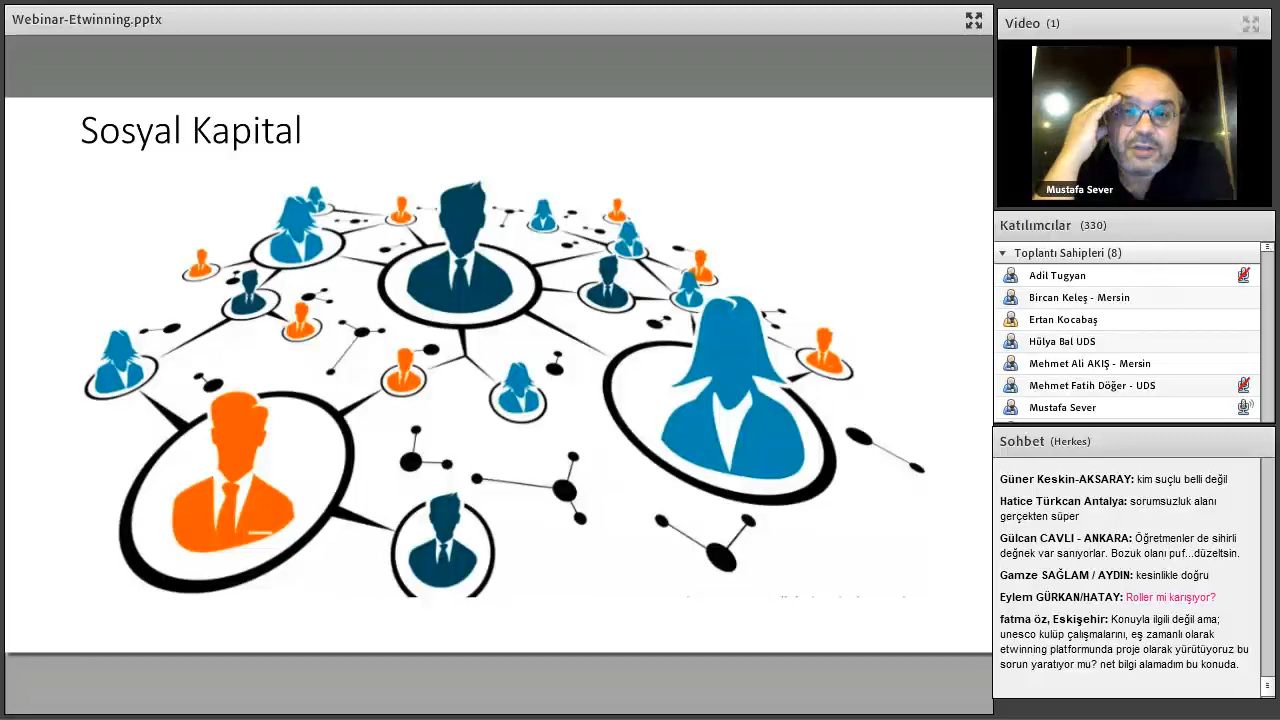 Webinar-Etwinning.pptx
Sosyal Kapital
Video (1)
Mustafa Sever
Katılımcılar (330)
Toplantı Sahipleri (8)
Adil Tugyan
Bircan Keleş - Mersin
Ertan Kocabaş
Hülya Bal UDS
Mehmet Ali AKIŞ - Mersin
Mehmet Fatih Döğer - UDS
Mustafa Sever
Sohbet (Herkes)
Güner Keskin-AKSARAY: kim suçlu belli değil
Hatice Türkcan Antalya: sorumsuzluk alanı
gerçekten süper
Gülcan CAVLI - ANKARA: Öğretmenler de sihirli
değnek var sanıyorlar. Bozuk olanı puf...düzeltsin.
Gamze SAĞLAM / AYDIN: kesinlikle doğru
Eylem GÜRKAN/HATAY: Roller mi karışıyor?
fatma öz, Eskişehir: Konuyla ilgili değil ama;
unesco kulüp çalışmalarını, eş zamanlı olarak
etwinning platformunda proje olarak yürütüyoruz bu
sorun yaratıyor mu? net bilgi alamadım bu konuda.